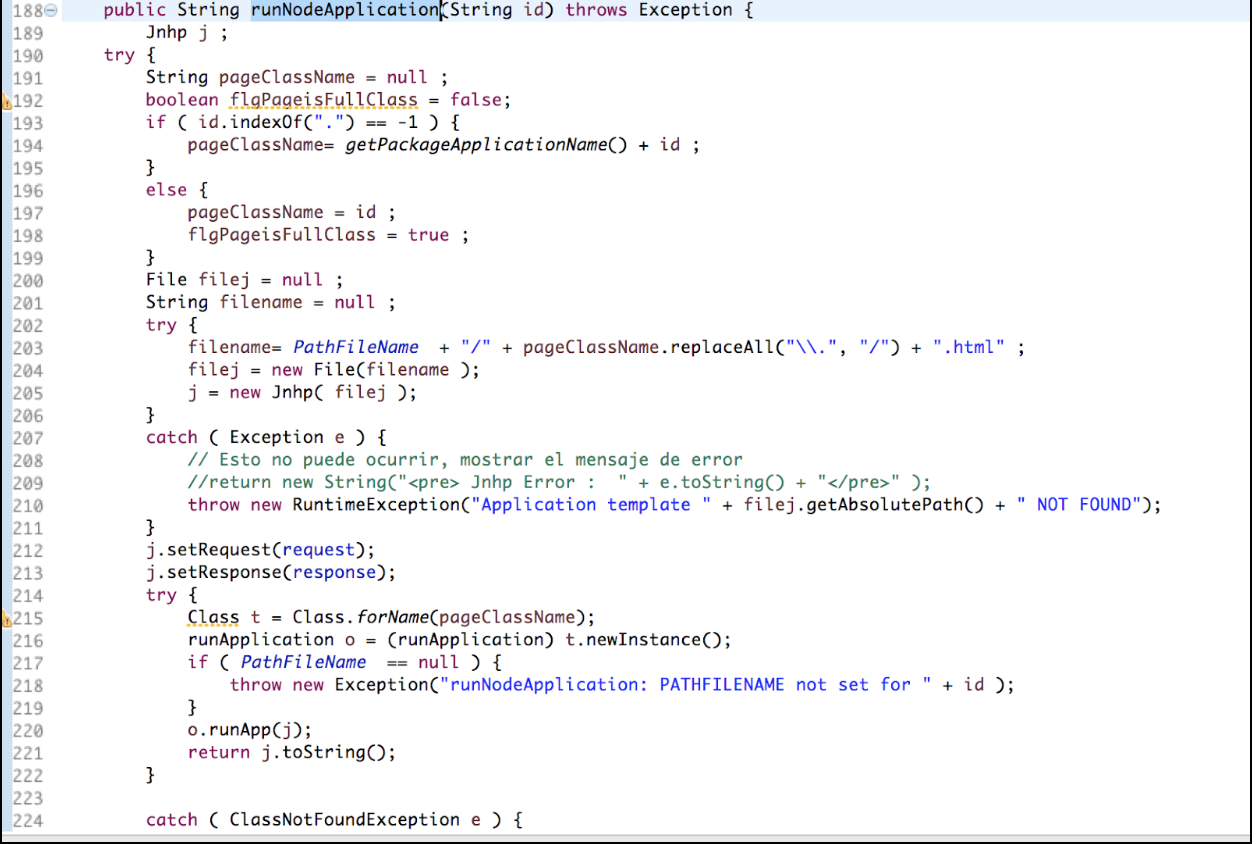 188 public String runNodeApplication(String id) throws Exception {
189 Jnhp j ;
190 try {
191 String pageClassName = null ;
192 boolean flgPageisFullClass = false;
193 if ( id.indexOf(".") == -1 ) {
194 pageClassName= getPackageApplicationName() + id ;
195 }
196 else {
197 pageClassName = id ;
198 flgPageisFullClass = true ;
199 }
200 File filej = null ;
201 String filename = null ;
202 try {
203 filename= PathFileName + "/" + pageClassName.replaceAll("\\.", "/") + ".html" ;
204 filej = new File(filename );
205 j = new Jnhp( filej );
206 }
207 catch ( Exception e ) {
208 // Esto no puede ocurrir, mostrar el mensaje de error
209 //return new String("<pre> Jnhp Error :  " + e.toString() + "</pre>" );
210 throw new RuntimeException("Application template " + filej.getAbsolutePath() + " NOT FOUND");
211 }
212 j.setRequest(request);
213 j.setResponse(response);
214 try {
215 Class t = Class.forName(pageClassName);
216 runApplication o = (runApplication) t.newInstance();
217 if ( PathFileName == null ) {
218 throw new Exception("runNodeApplication: PATHFILENAME not set for " + id );
219 }
220 o.runApp(j);
221 return j.toString();
222 }
223
224 catch ( ClassNotFoundException e ) {